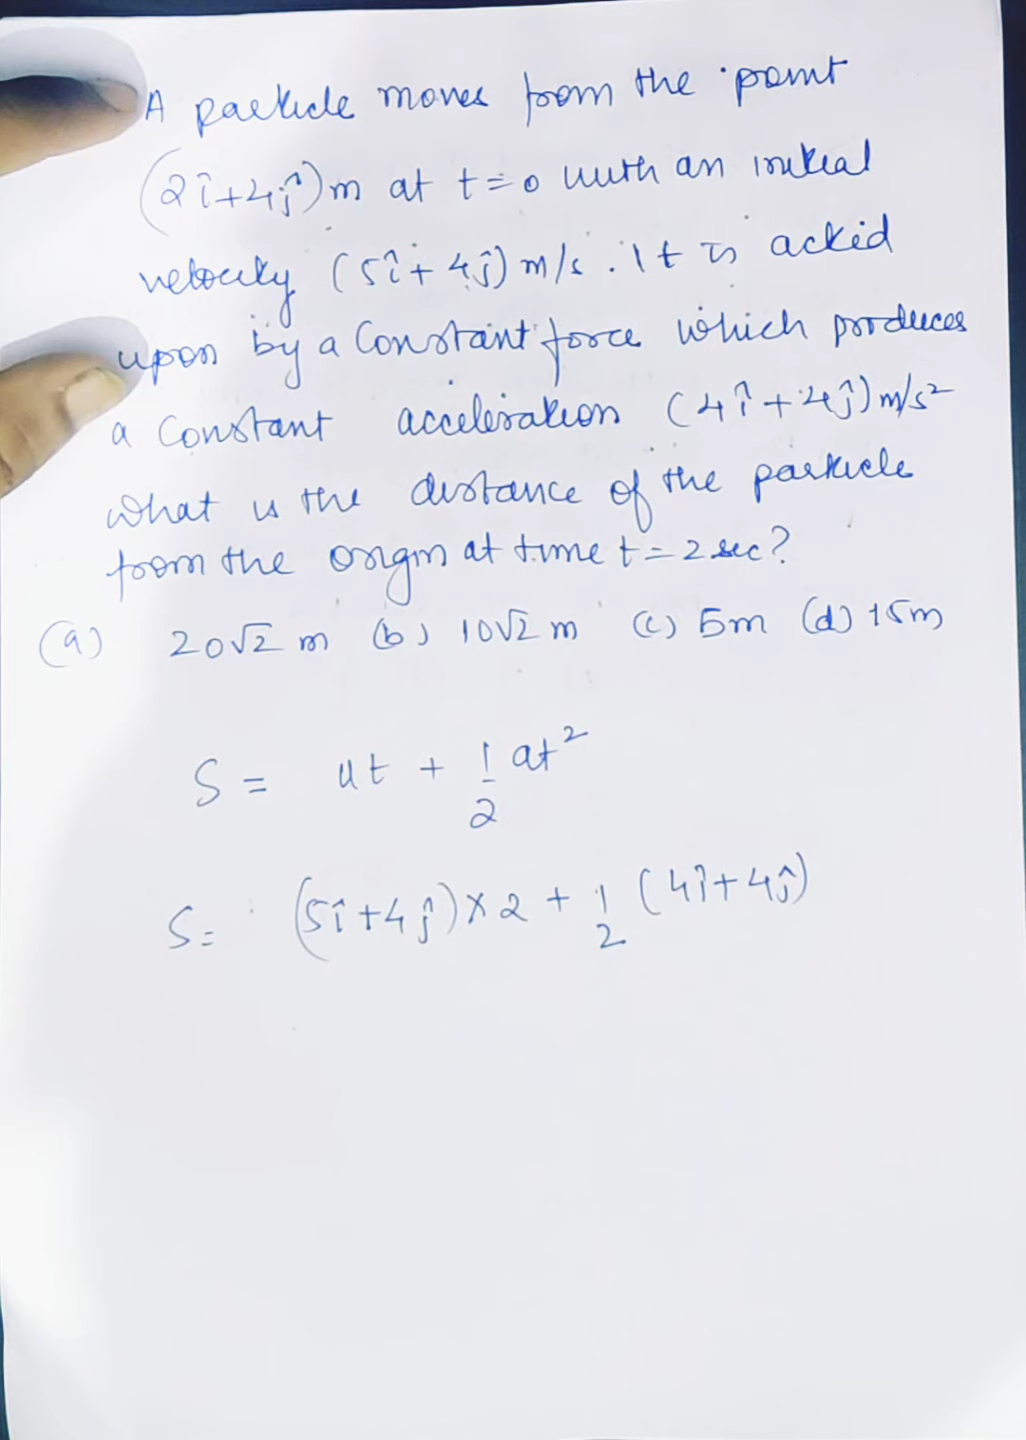 A particle moves from the point
(2î+4ĵ)m at t=0 with an initial
velocity (5î+4ĵ) m/s. It is acted
upon by a Constant force which produces
a Constant acceleration (4î+4ĵ)m/s²
what is the distance of the particle
from the origin at time t=2 sec?
(a) 20√2 m (b) 10√2 m (c) 5m (d) 15m
S = ut + 1/2 at²
S= (5î+4ĵ)×2 + 1/2 (4î+4ĵ)